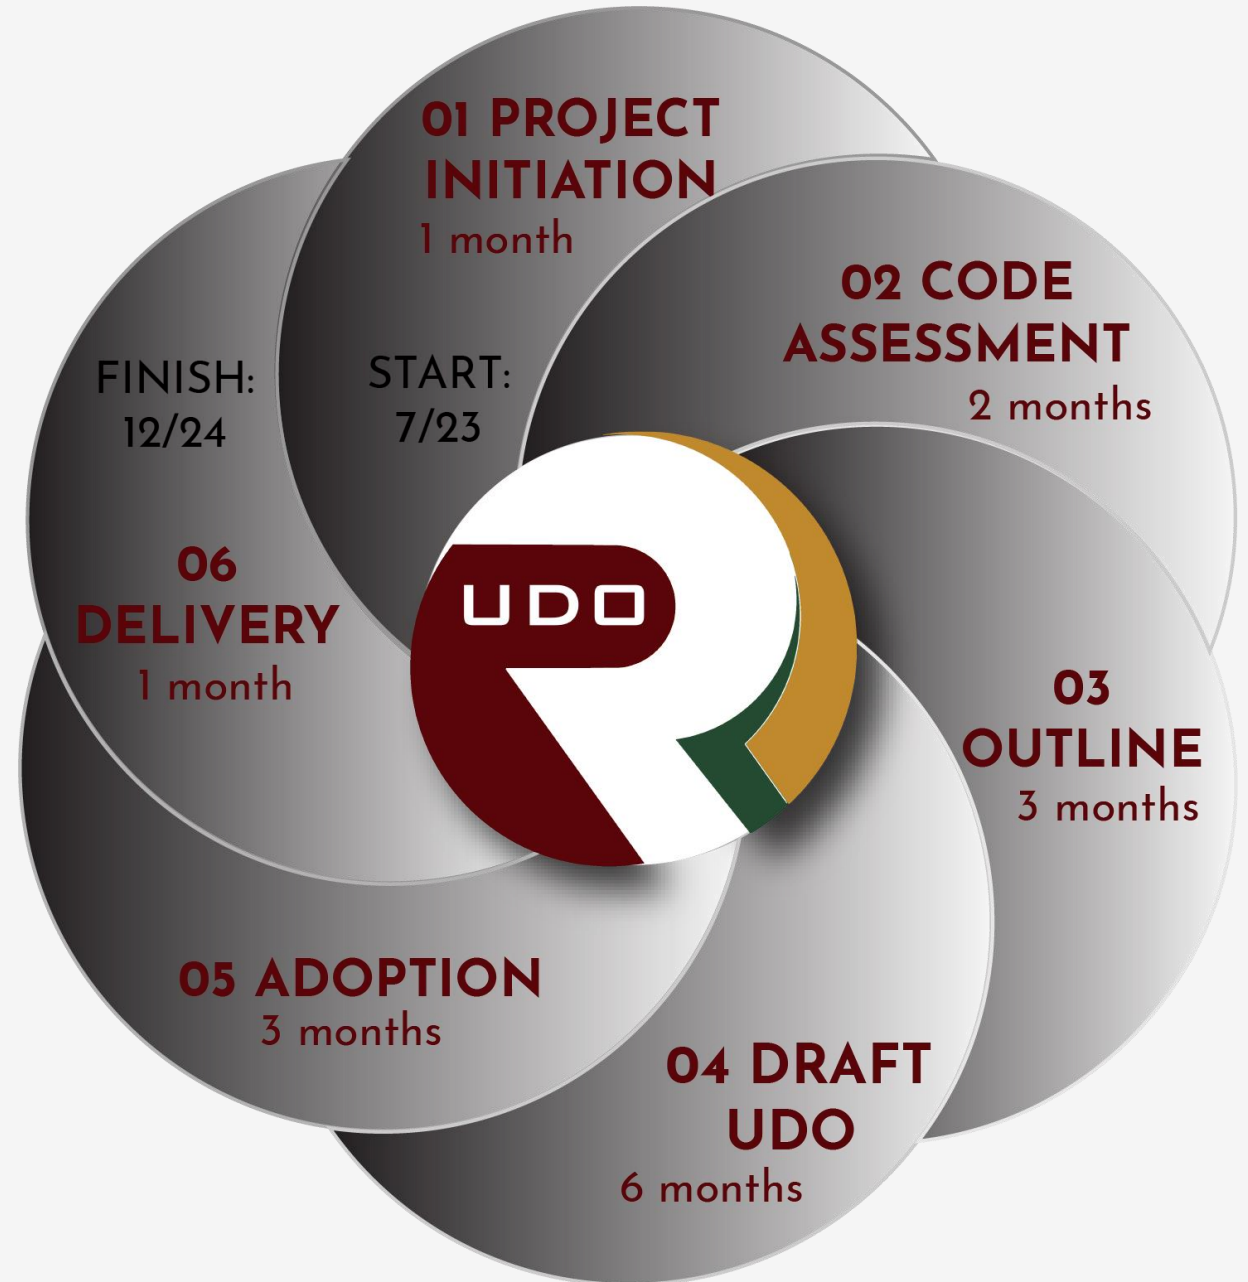 01 PROJECT
INITIATION
1 month
START:
7/23
02 CODE
ASSESSMENT
2 months
03
OUTLINE
3 months
04 DRAFT
UDO
6 months
05 ADOPTION
3 months
06
DELIVERY
1 month
FINISH:
12/24
UDO
R